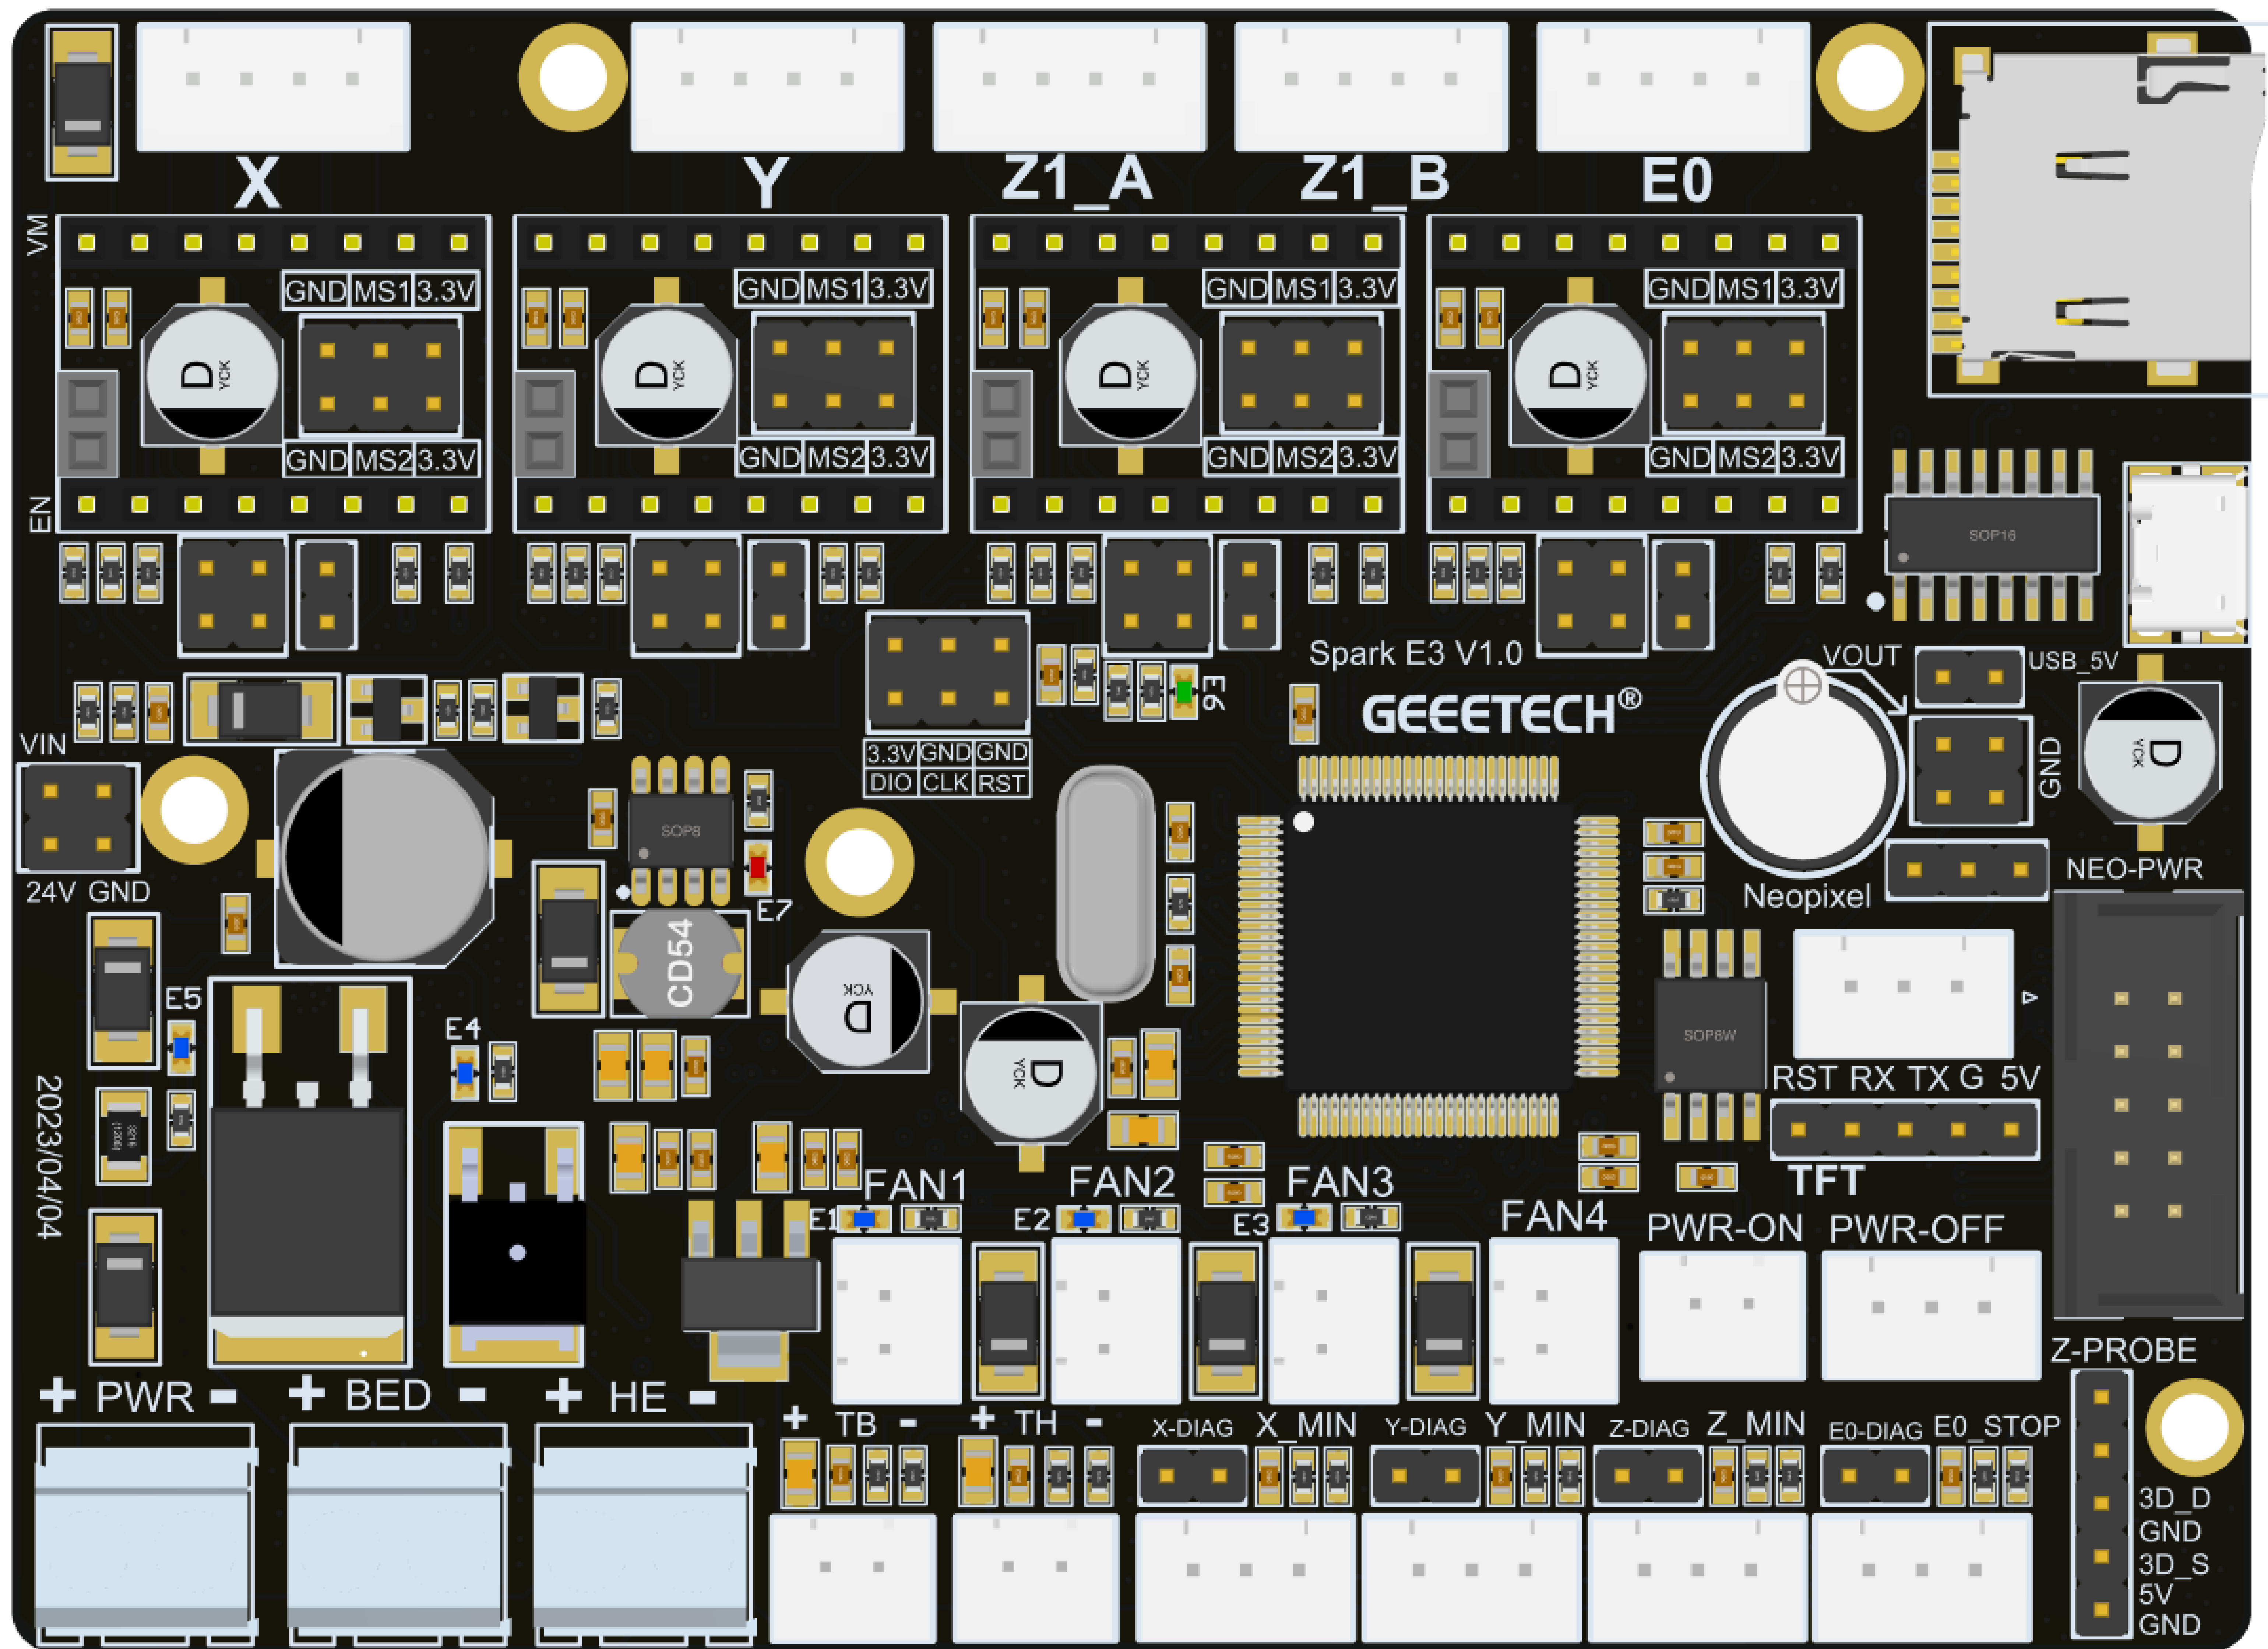 X
Y
Z1_A
Z1_B
E0
VM
GND MS1 3.3V
GND MS1 3.3V
GND MS1 3.3V
GND MS1 3.3V
D
YCK
D
YCK
D
YCK
D
YCK
GND MS2 3.3V
GND MS2 3.3V
GND MS2 3.3V
GND MS2 3.3V
EN
SOP16
Spark E3 V1.0
GEEETECH®
E6
VOUT
USB_5V
GND
D
YCK
VIN
24V GND
3.3V GND GND
DIO CLK RST
SOP8
E7
CD54
NEO-PWR
Neopixel
E5
E4
D
YCK
D
YCK
SOP8W
RST RX TX G 5V
TFT
2023/04/04
3216
(1206)
FAN1
FAN2
FAN3
FAN4
E1
E2
E3
PWR-ON
PWR-OFF
Z-PROBE
+ PWR -
+ BED -
+ HE -
+ TB -
+ TH -
X-DIAG
X_MIN
Y-DIAG
Y_MIN
Z-DIAG
Z_MIN
E0-DIAG
E0_STOP
3D_D
GND
3D_S
5V
GND